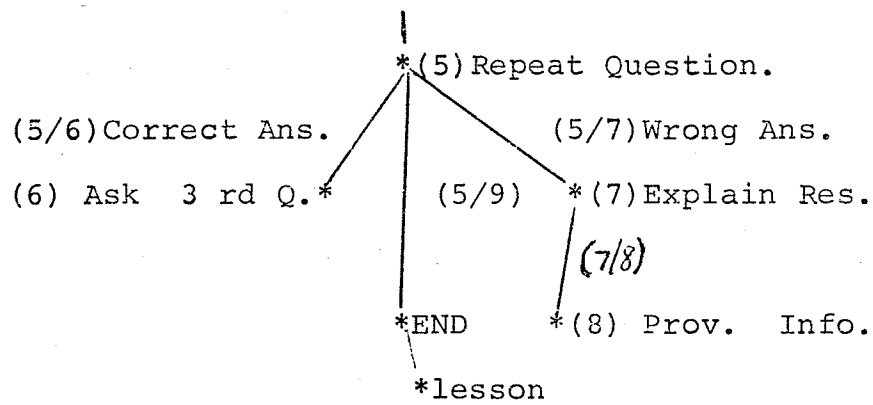 *(5)Repeat Question.
(5/6)Correct Ans. (5/7)Wrong Ans.
(6) Ask 3 rd Q.* (5/9) *(7)Explain Res.
(7/8)
*END *(8) Prov. Info.
*lesson